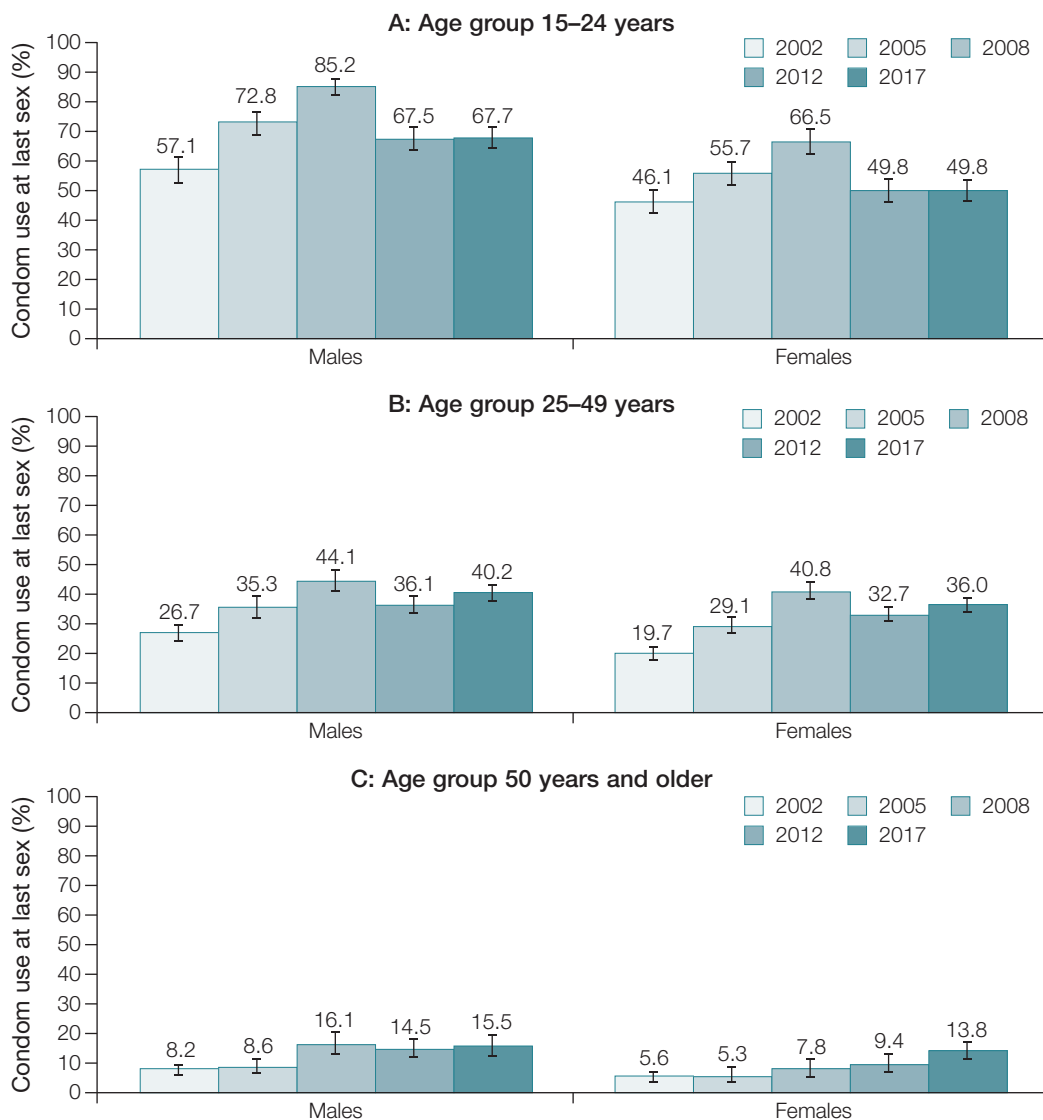 A: Age group 15–24 years
Condom use at last sex (%)
100
90
80
70
60
50
40
30
20
10
0
2002 2005 2008
2012 2017
57.1 72.8 85.2 67.5 67.7
46.1 55.7 66.5 49.8 49.8
Males Females
B: Age group 25–49 years
Condom use at last sex (%)
100
90
80
70
60
50
40
30
20
10
0
2002 2005 2008
2012 2017
26.7 35.3 44.1 36.1 40.2
19.7 29.1 40.8 32.7 36.0
Males Females
C: Age group 50 years and older
Condom use at last sex (%)
100
90
80
70
60
50
40
30
20
10
0
2002 2005 2008
2012 2017
8.2 8.6 16.1 14.5 15.5
5.6 5.3 7.8 9.4 13.8
Males Females